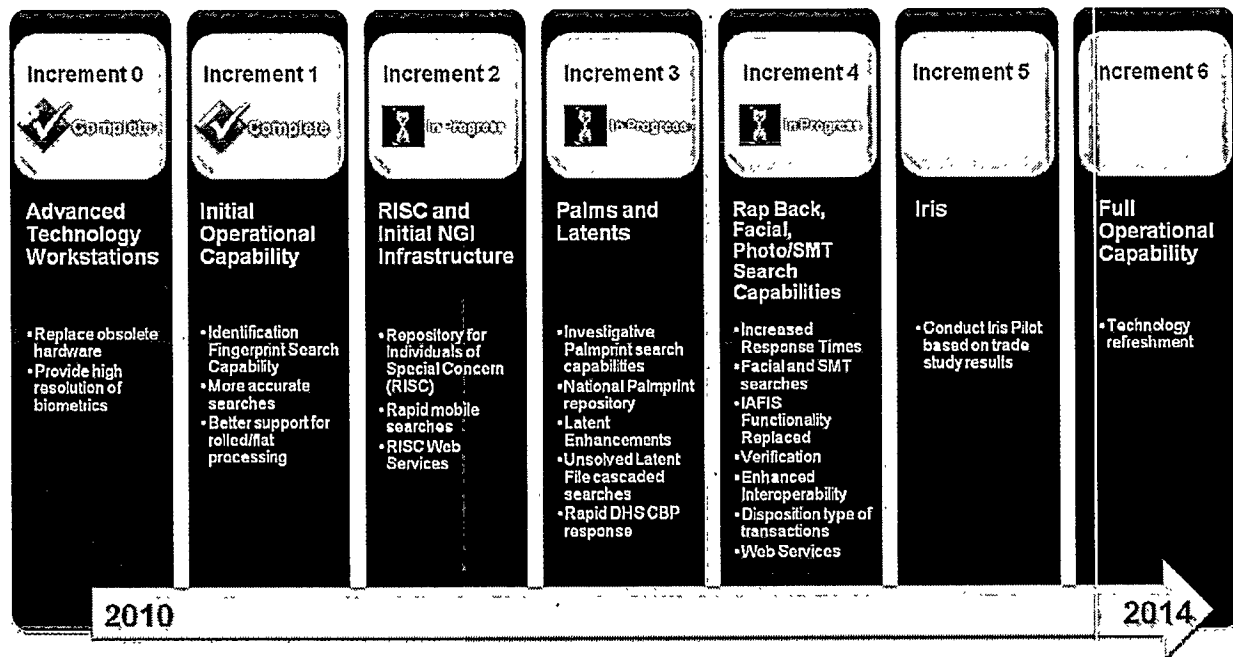 Increment 0
Complete
Advanced
Technology
Workstations
•Replace obsolete
hardware
•Provide high
resolution of
biometrics
Increment 1
Complete
Initial
Operational
Capability
•Identification
Fingerprint Search
Capability
•More accurate
searches
•Better support for
rolled/flat
processing
Increment 2
In Progress
RISC and
Initial NGI
Infrastructure
•Repository for
Individuals of
Special Concern
(RISC)
•Rapid mobile
searches
•RISC Web
Services
Increment 3
In Progress
Palms and
Latents
•Investigative
Palmprint search
capabilities
•National Palmprint
repository
•Latent
Enhancements
•Unsolved Latent
File cascaded
searches
•Rapid DHS CBP
response
Increment 4
In Progress
Rap Back,
Facial,
Photo/SMT
Search
Capabilities
•Increased
Response Times
•Facial and SMT
searches
•IAFIS
Functionality
Replaced
•Verification
•Enhanced
Interoperability
•Disposition type of
transactions
•Web Services
Increment 5
Iris
•Conduct Iris Pilot
based on trade
study results
Increment 6
Full
Operational
Capability
•Technology
refreshment
2010
2014